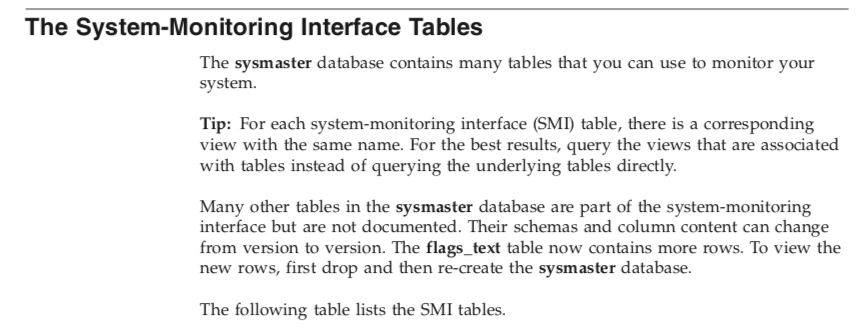 The System-Monitoring Interface Tables
The sysmaster database contains many tables that you can use to monitor your
system.
Tip: For each system-monitoring interface (SMI) table, there is a corresponding
view with the same name. For the best results, query the views that are associated
with tables instead of querying the underlying tables directly.
Many other tables in the sysmaster database are part of the system-monitoring
interface but are not documented. Their schemas and column content can change
from version to version. The flags_text table now contains more rows. To view the
new rows, first drop and then re-create the sysmaster database.
The following table lists the SMI tables.